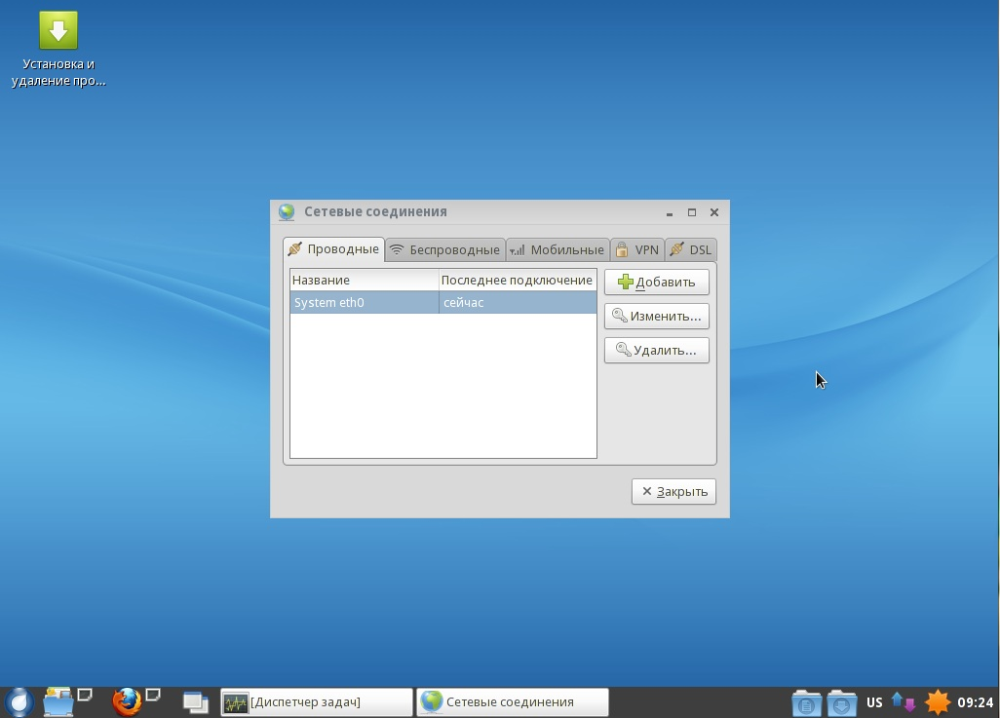 Установка и
удаление про...
Сетевые соединения
Проводные Беспроводные Мобильные VPN DSL
Название Последнее подключение
System eth0 сейчас
Добавить
Изменить...
Удалить...
Закрыть
[Диспетчер задач] Сетевые соединения US 09:24